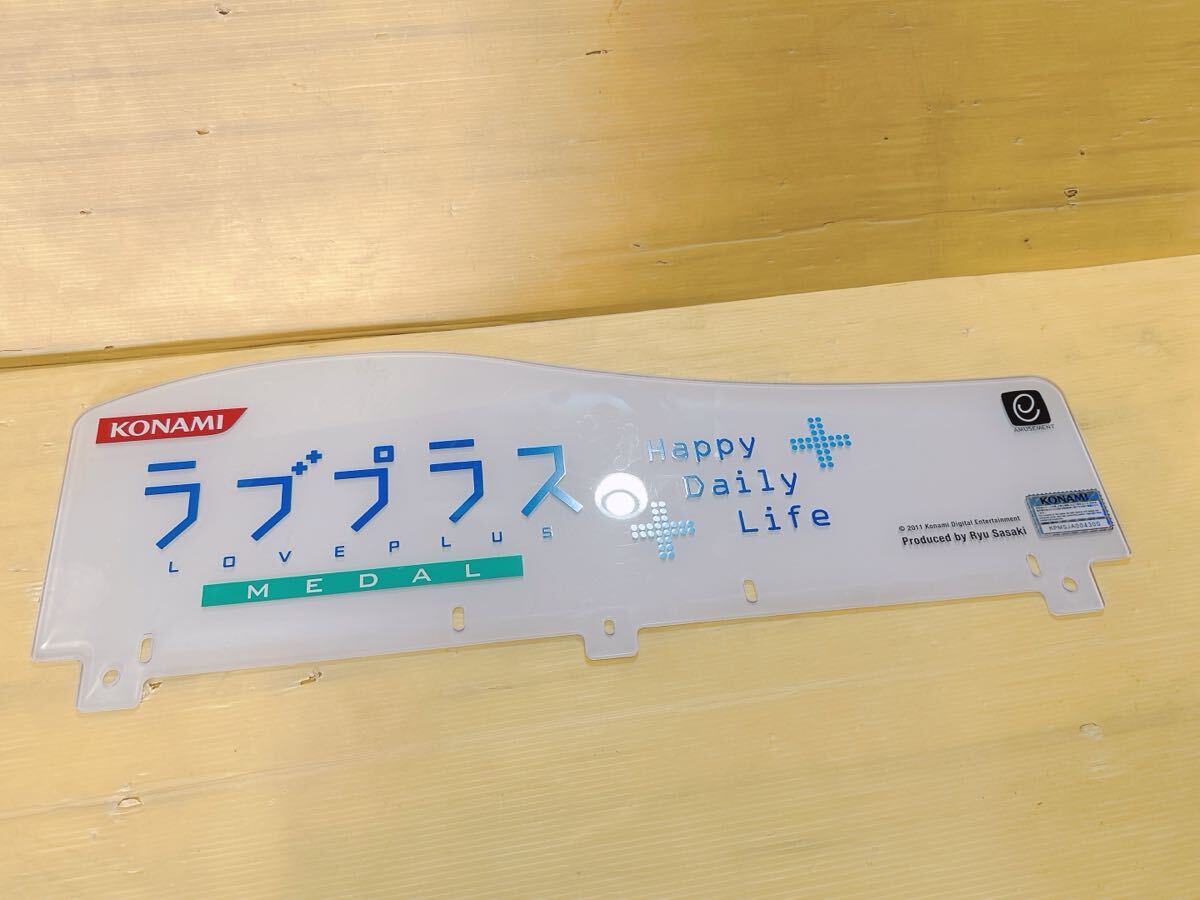 KONAMI
ラブプラス
LOVEPLUS
MEDAL
Happy
Daily
Life
AMUSEMENT
© 2011 Konami Digital Entertainment
Produced by Ryu Sasaki
KONAMI